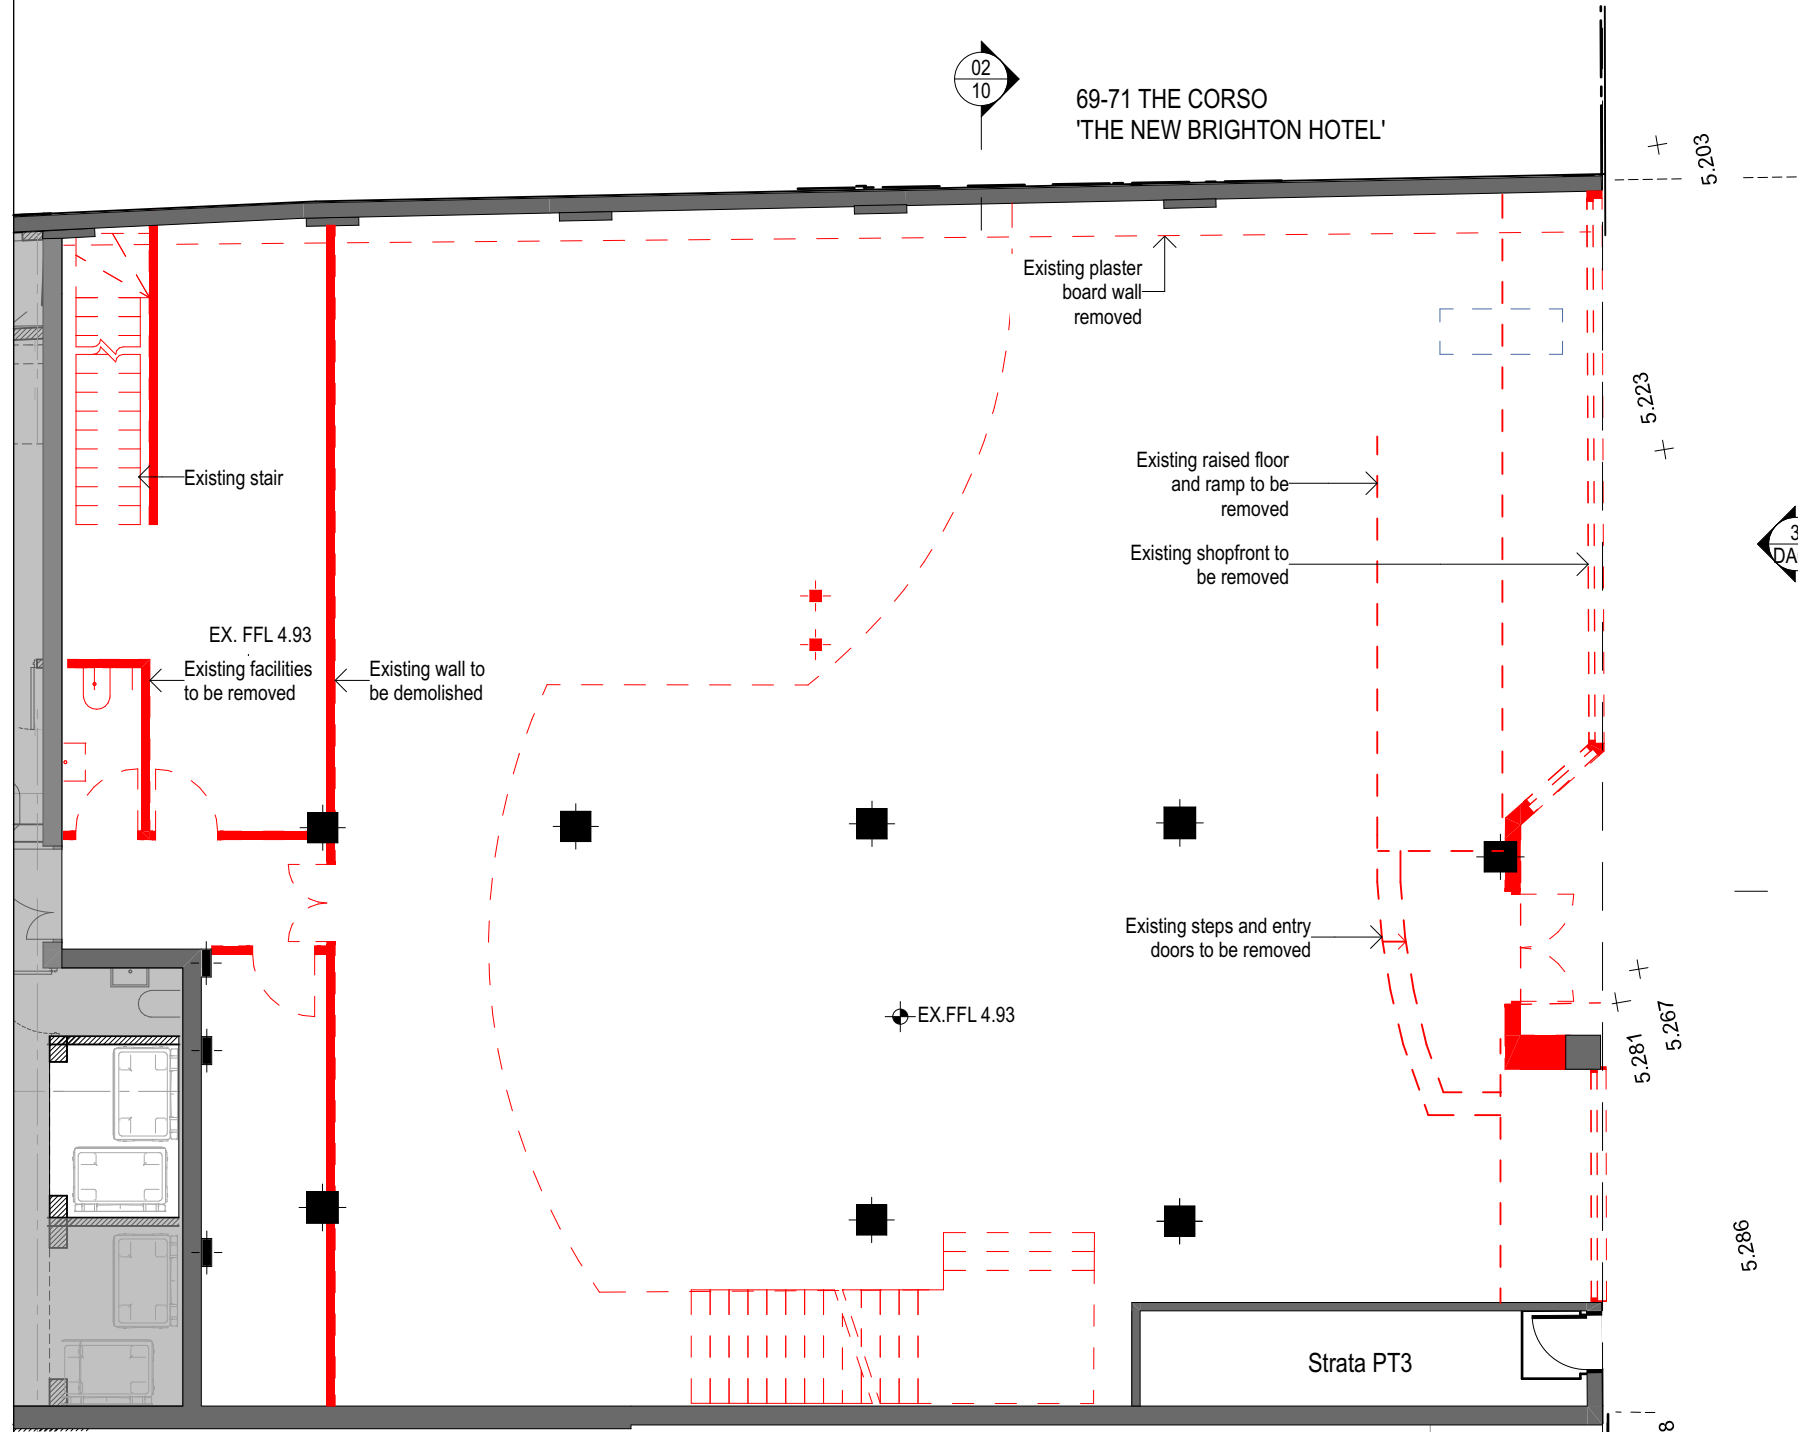 02
10
69-71 THE CORSO
'THE NEW BRIGHTON HOTEL'
5.203
Existing plaster
board wall
removed
5.223
Existing stair
Existing raised floor
and ramp to be
removed
Existing shopfront to
be removed
3
DA
EX. FFL 4.93
Existing facilities
to be removed
Existing wall to
be demolished
Existing steps and entry
doors to be removed
EX.FFL 4.93
5.267
5.281
5.286
Strata PT3
8